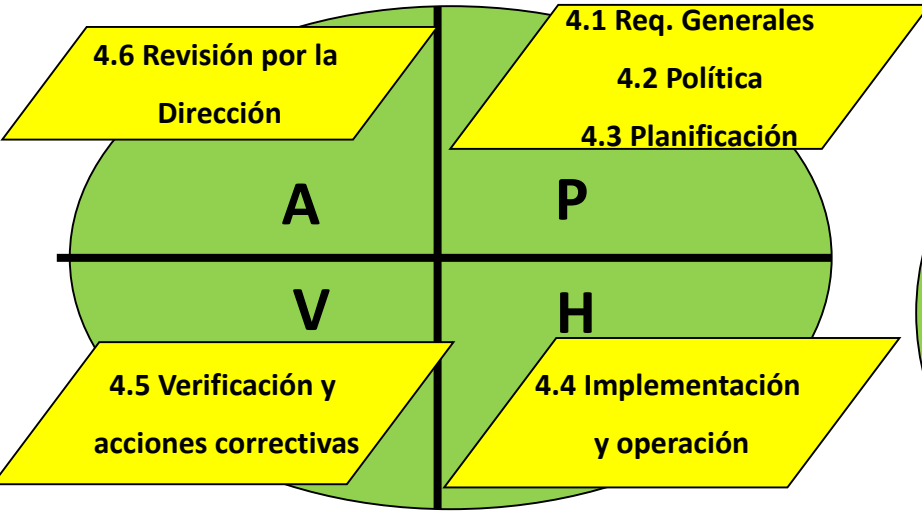 4.6 Revisión por la
Dirección
4.1 Req. Generales
4.2 Política
4.3 Planificación
A
P
V
H
4.5 Verificación y
acciones correctivas
4.4 Implementación
y operación